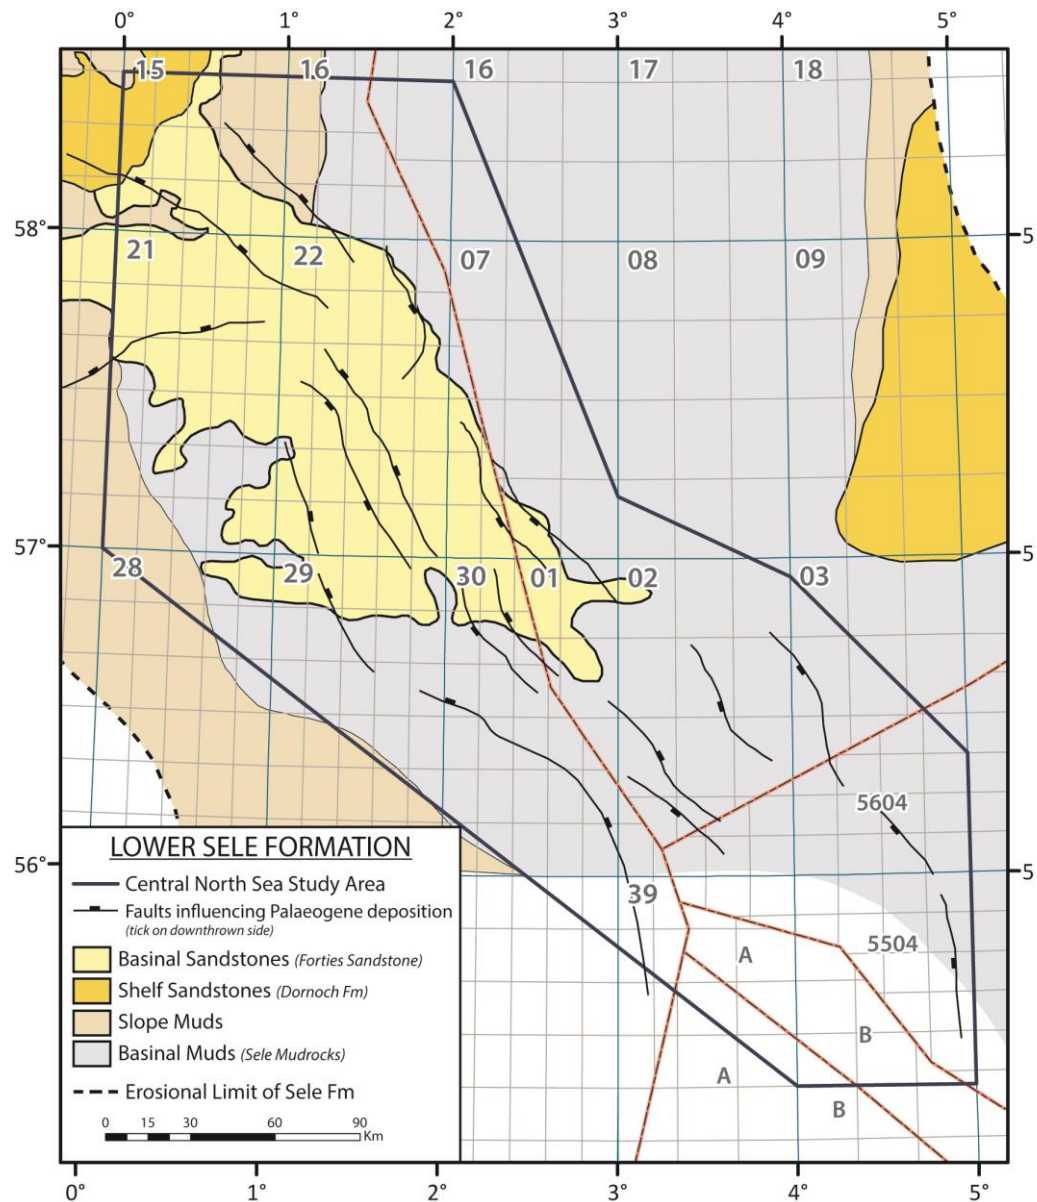 0° 1° 2° 3° 4° 5°
15 16 16 17 18
58° 5
21 22 07 08 09
57° 5
28 29 30 01 02 03
5604
56° 5
39
5504
A
B
A
B
LOWER SELE FORMATION
Central North Sea Study Area
Faults influencing Palaeogene deposition
(tick on downthrown side)
Basinal Sandstones (Forties Sandstone)
Shelf Sandstones (Dornoch Fm)
Slope Muds
Basinal Muds (Sele Mudrocks)
Erosional Limit of Sele Fm
0 15 30 60 90
Km
0° 1° 2° 3° 4° 5°